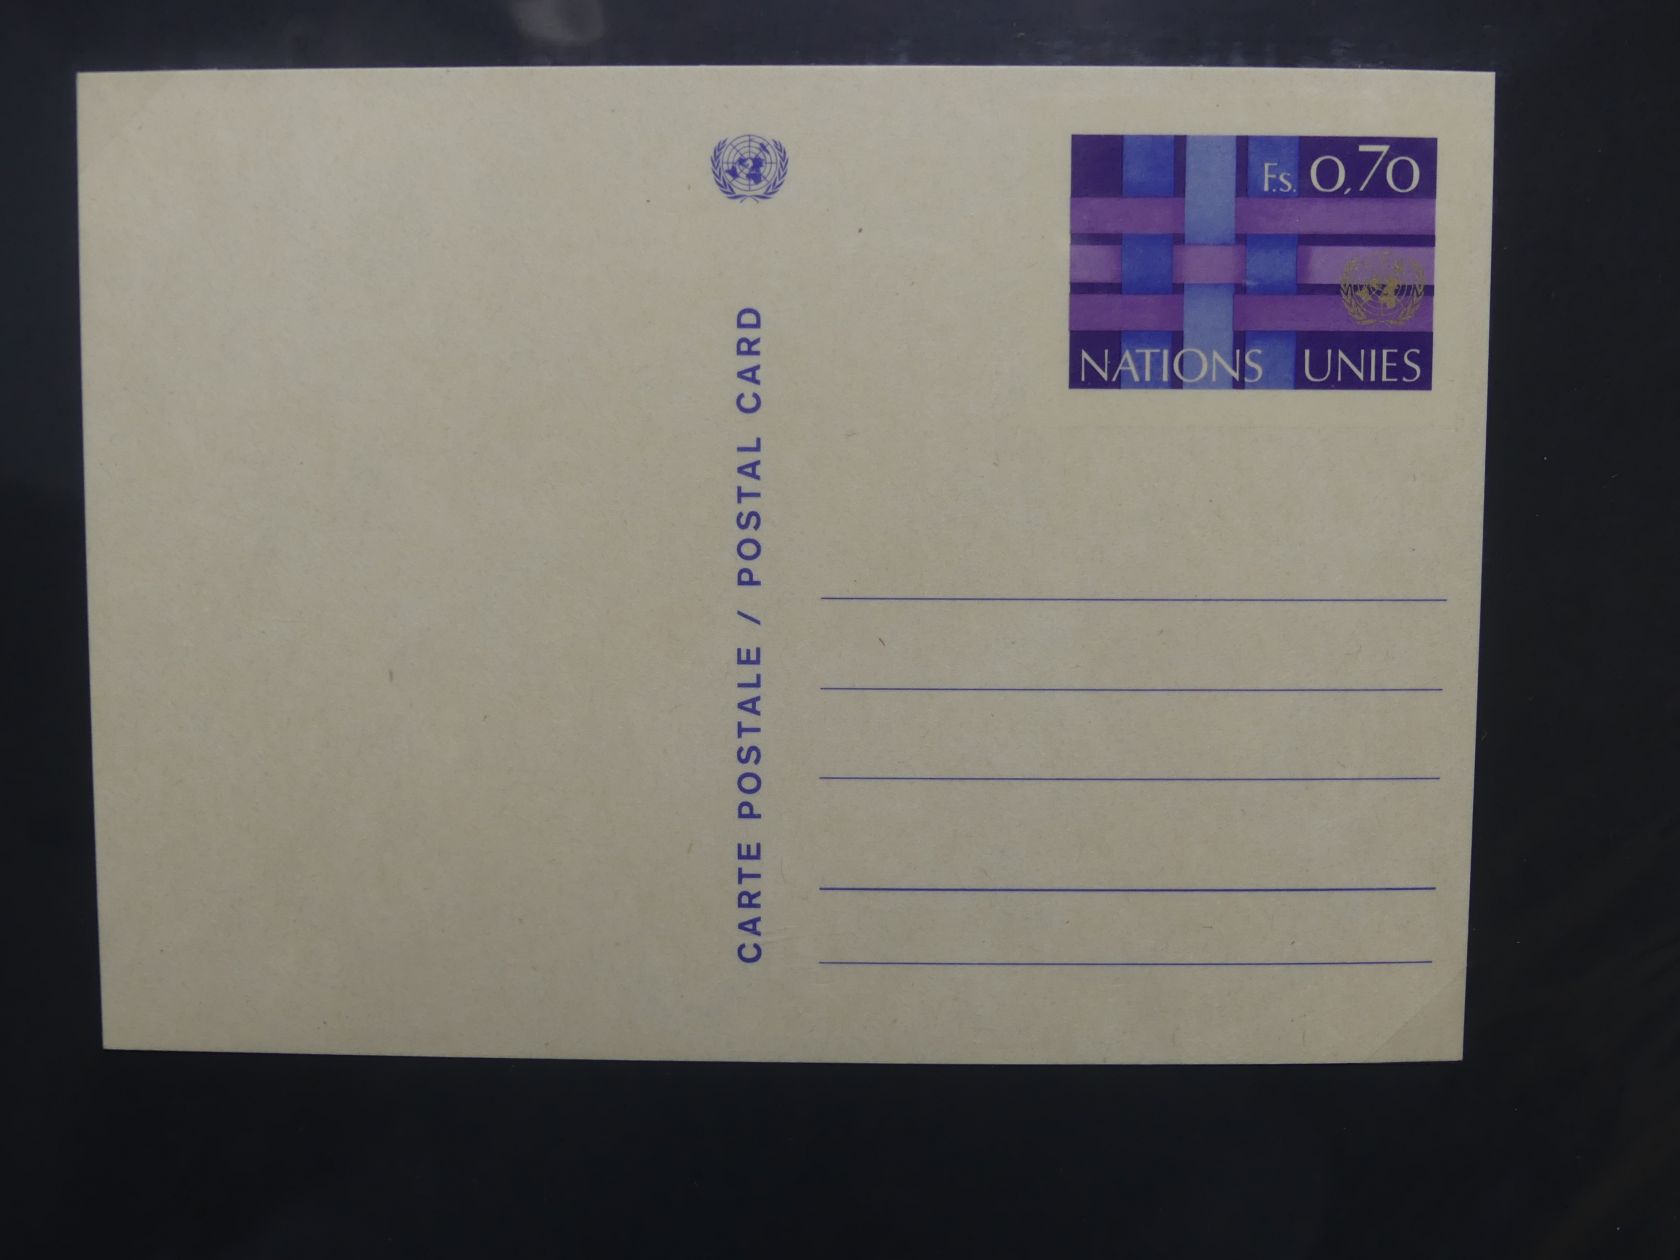 F.s. 0,70
NATIONS UNIES
CARTE POSTALE / POSTAL CARD